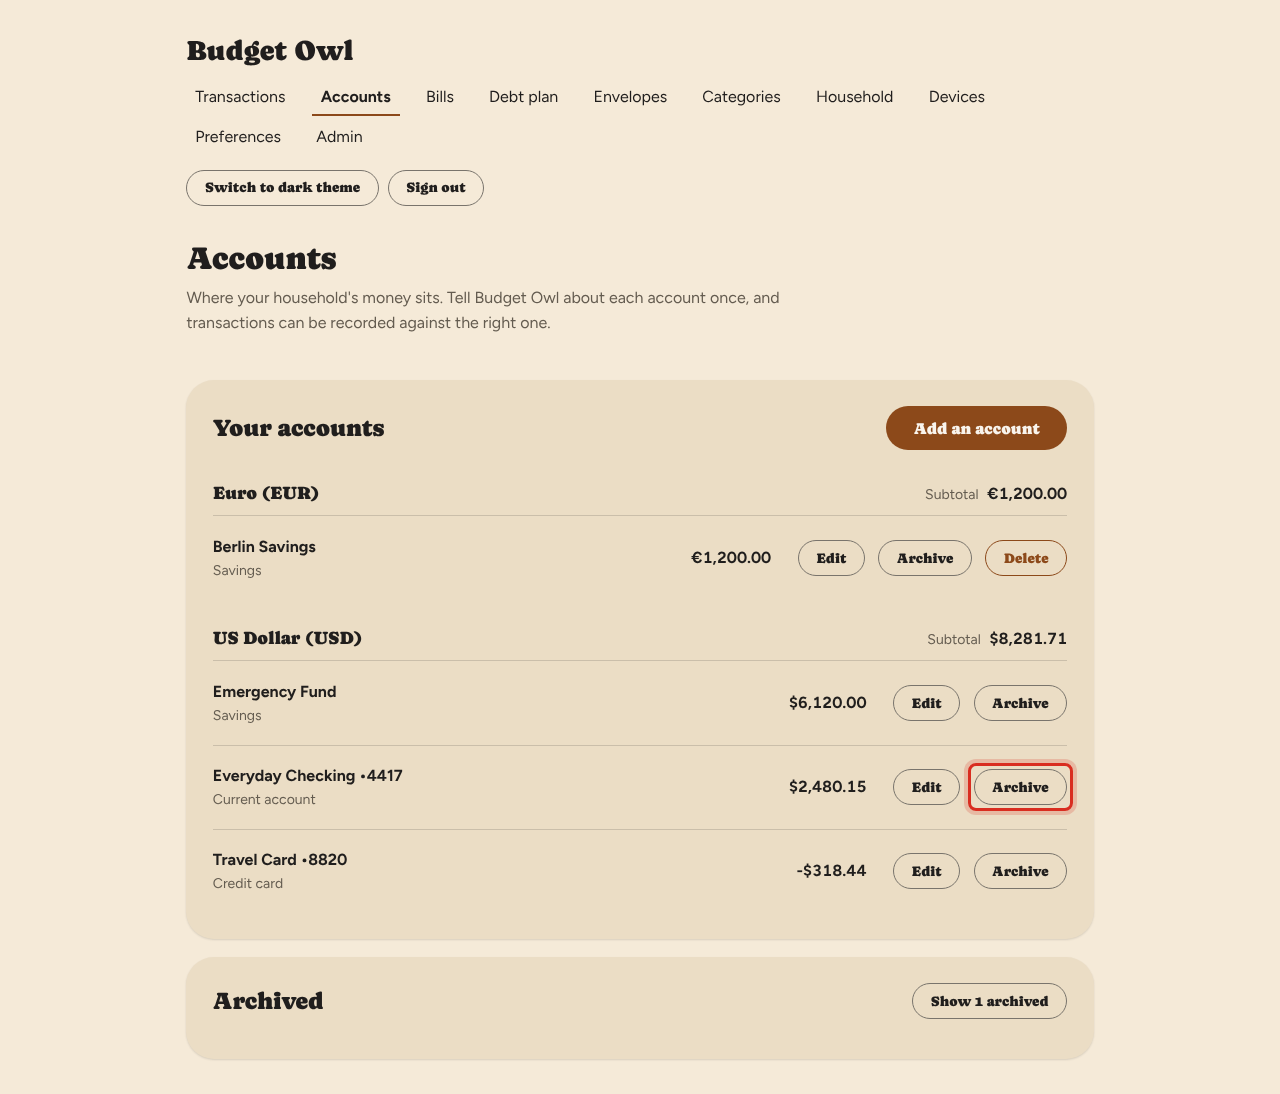 Budget Owl
Transactions Accounts Bills Debt plan Envelopes Categories Household Devices
Preferences Admin
Switch to dark theme Sign out
Accounts
Where your household's money sits. Tell Budget Owl about each account once, and
transactions can be recorded against the right one.
Your accounts Add an account
Euro (EUR) Subtotal €1,200.00
Berlin Savings
Savings
€1,200.00 Edit Archive Delete
US Dollar (USD) Subtotal $8,281.71
Emergency Fund
Savings
$6,120.00 Edit Archive
Everyday Checking •4417
Current account
$2,480.15 Edit Archive
Travel Card •8820
Credit card
-$318.44 Edit Archive
Archived Show 1 archived